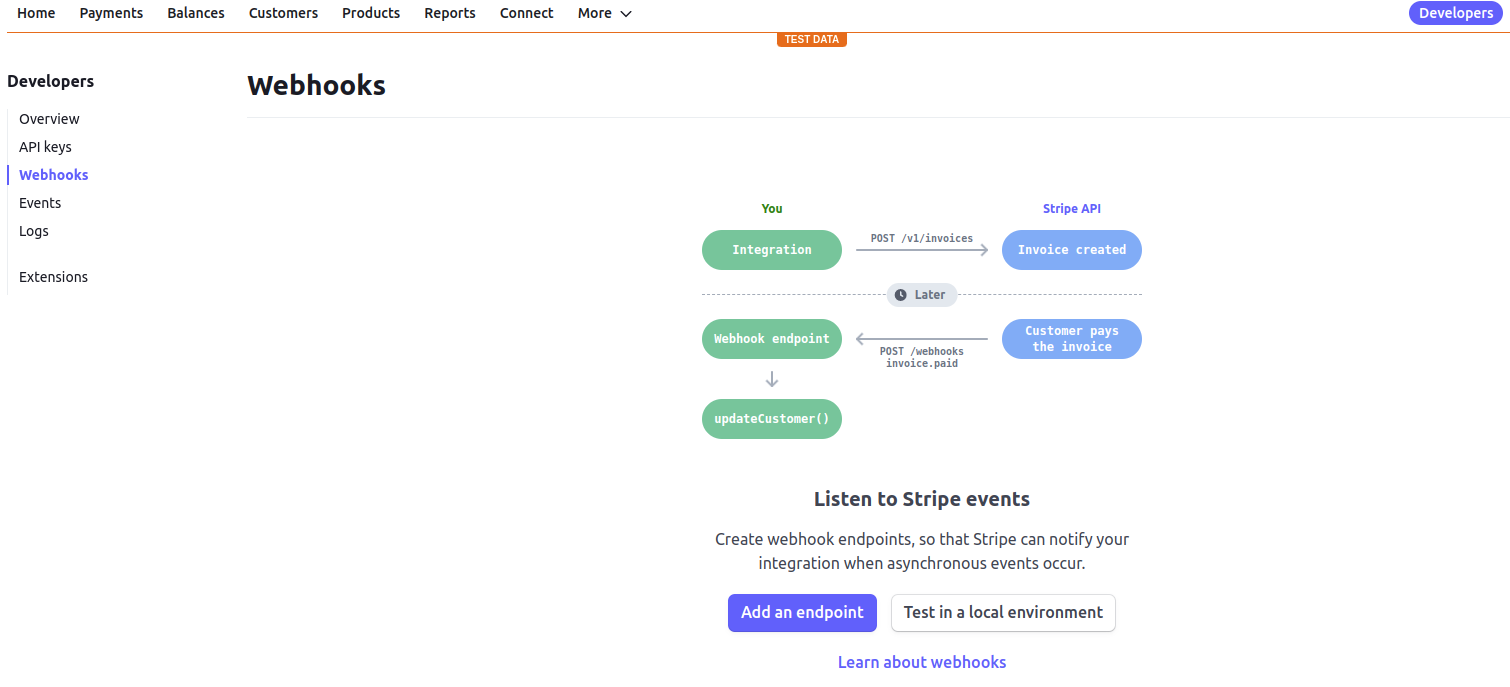 Home Payments Balances Customers Products Reports Connect More Developers
TEST DATA
Developers
Overview
API keys
Webhooks
Events
Logs
Extensions
Webhooks
You Stripe API
Integration POST /v1/invoices Invoice created
Later
Webhook endpoint POST /webhooks
invoice.paid
Customer pays
the invoice
updateCustomer()
Listen to Stripe events
Create webhook endpoints, so that Stripe can notify your
integration when asynchronous events occur.
Add an endpoint Test in a local environment
Learn about webhooks